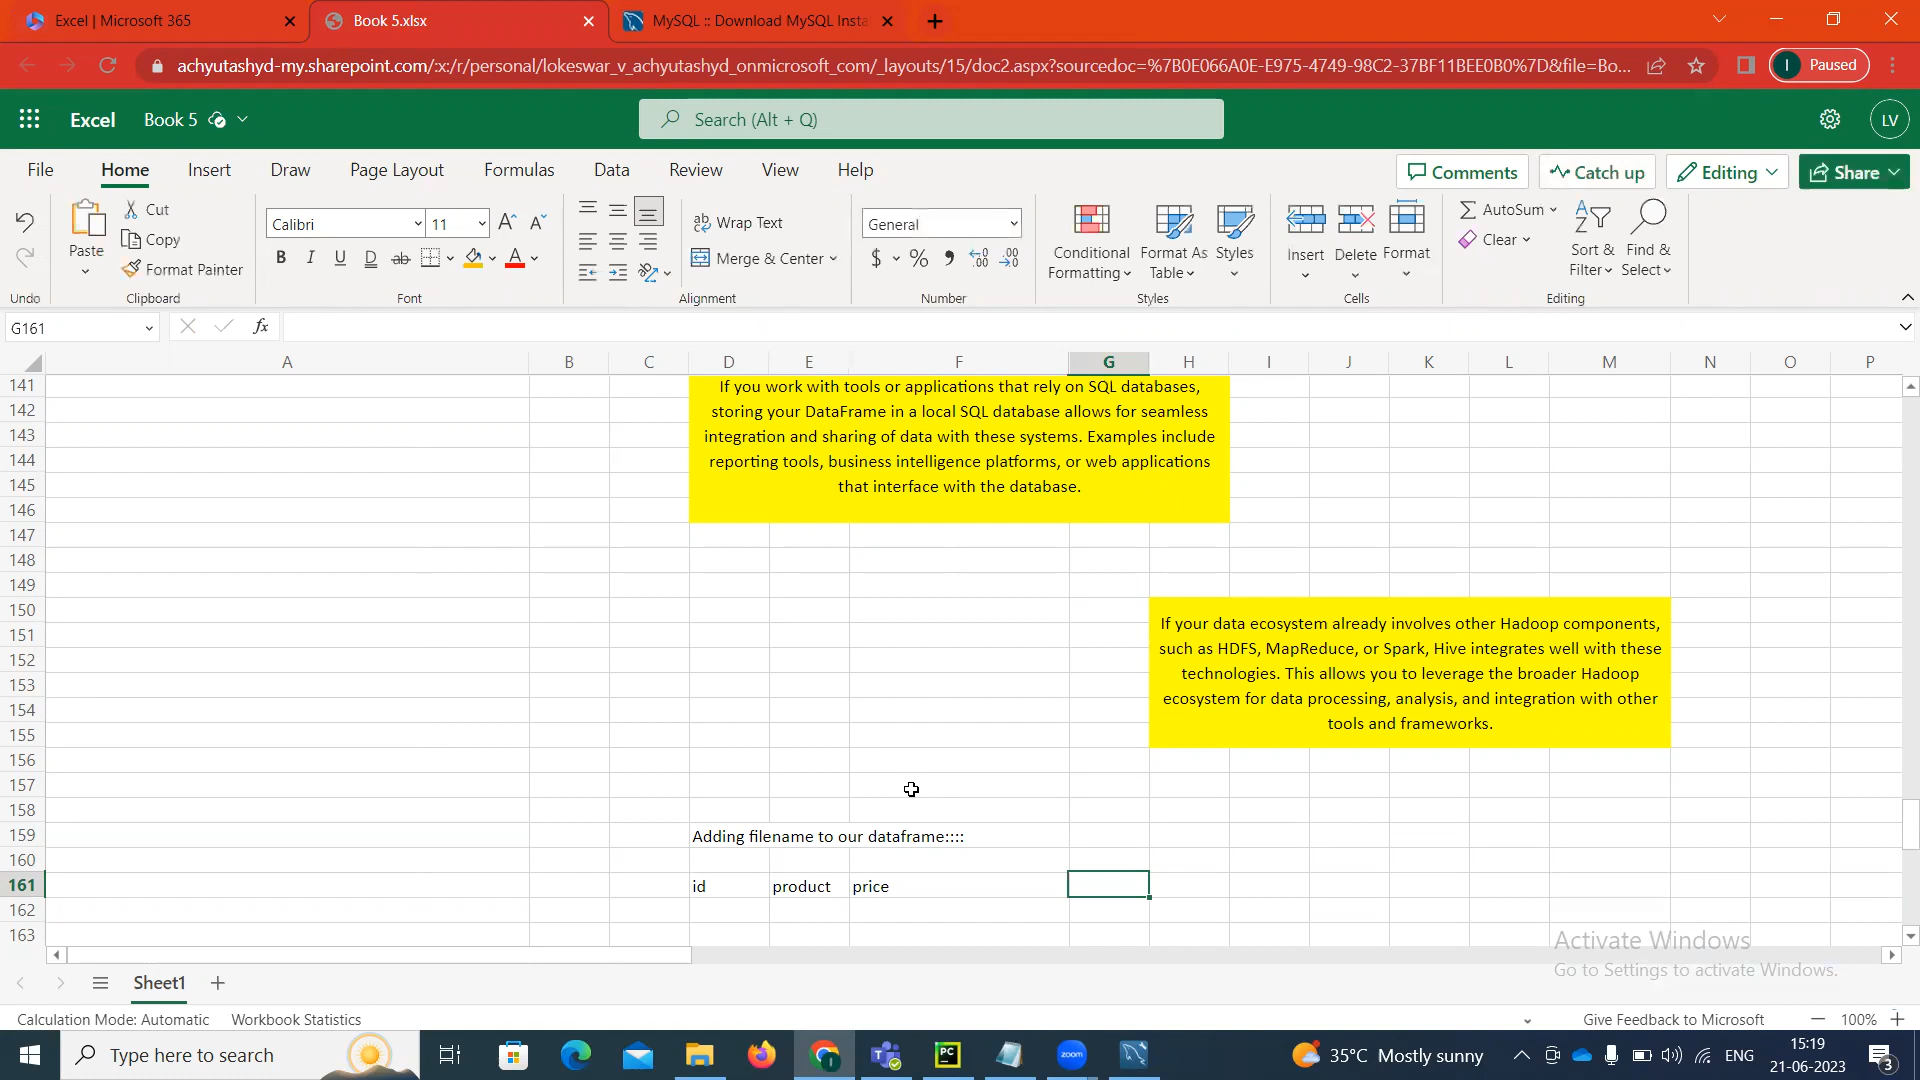 Excel | Microsoft 365
Book 5.xlsx
MySQL :: Download MySQL Insta
achyutashyd-my.sharepoint.com/:x:/r/personal/lokeswar_v_achyutashyd_onmicrosoft_com/_layouts/15/doc2.aspx?sourcedoc=%7B0E066A0E-E975-4749-98C2-37BF11BEE0B0%7D&file=Bo...
I Paused
Excel Book 5
Search (Alt + Q)
LV
File Home Insert Draw Page Layout Formulas Data Review View Help
Comments Catch up Editing Share
Undo
Paste Cut Copy Format Painter
Clipboard
Calibri 11
B I U D ab A
Font
Wrap Text
Merge & Center
Alignment
General
$ % 9 .00
Number
Conditional Formatting
Format As Table
Styles
Styles
Insert Delete Format
Cells
AutoSum
Clear
Sort & Filter
Find & Select
Editing
G161 fx
A B C D E F G H I J K L M N O P
141
142
143
144
145
146
147
148
149
150
151
152
153
154
155
156
157
158
159
160
161
162
163
If you work with tools or applications that rely on SQL databases,
storing your DataFrame in a local SQL database allows for seamless
integration and sharing of data with these systems. Examples include
reporting tools, business intelligence platforms, or web applications
that interface with the database.
If your data ecosystem already involves other Hadoop components,
such as HDFS, MapReduce, or Spark, Hive integrates well with these
technologies. This allows you to leverage the broader Hadoop
ecosystem for data processing, analysis, and integration with other
tools and frameworks.
Adding filename to our dataframe::::
id product price
Activate Windows
Go to Settings to activate Windows.
Sheet1
Calculation Mode: Automatic Workbook Statistics
Give Feedback to Microsoft 100%
Type here to search
PC
zoom
35°C Mostly sunny
ENG
15:19
21-06-2023
3